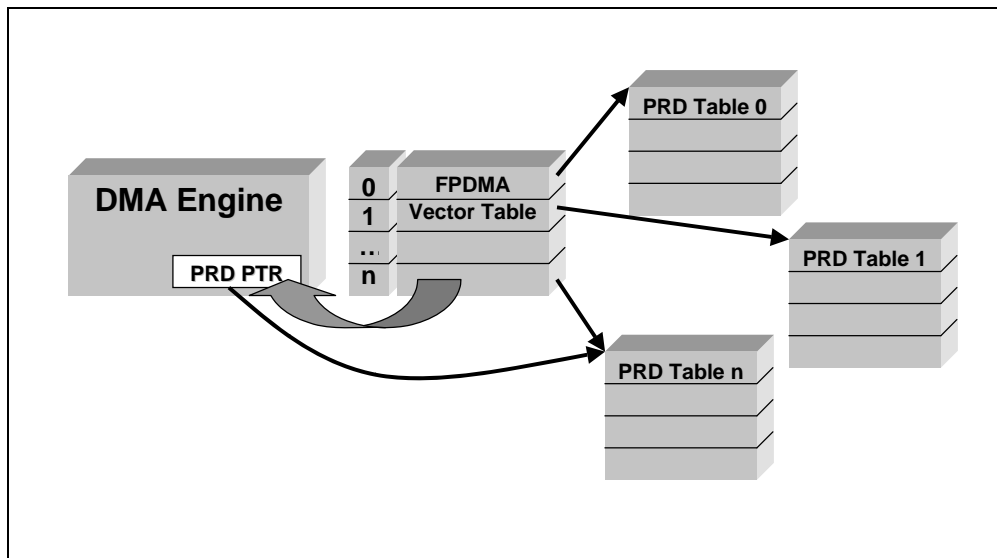 PRD Table 0
DMA Engine
PRD PTR
0
1
...
n
FPDMA
Vector Table
PRD Table 1
PRD Table n